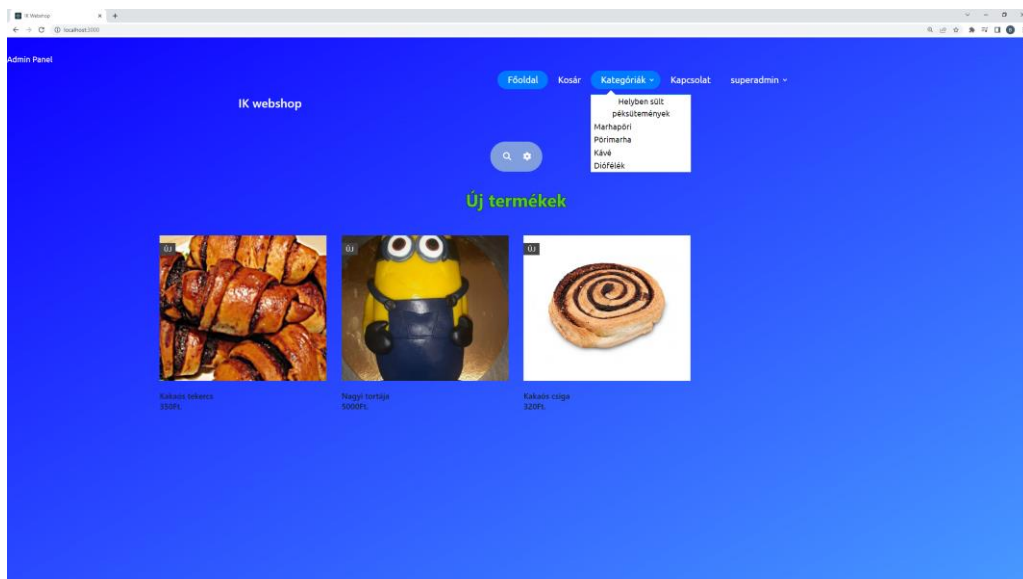 IK Webshop
localhost:3000
Admin Panel
Főoldal Kosár Kategóriák Kapcsolat superadmin
IK webshop
Helyben sült
péksütemények
Marhapöri
Pörimarha
Kávé
Diófélék
Új termékek
ÚJ ÚJ ÚJ
Kakaós tekercs Nagyi tortája Kakaós csiga
350Ft. 5000Ft. 320Ft.